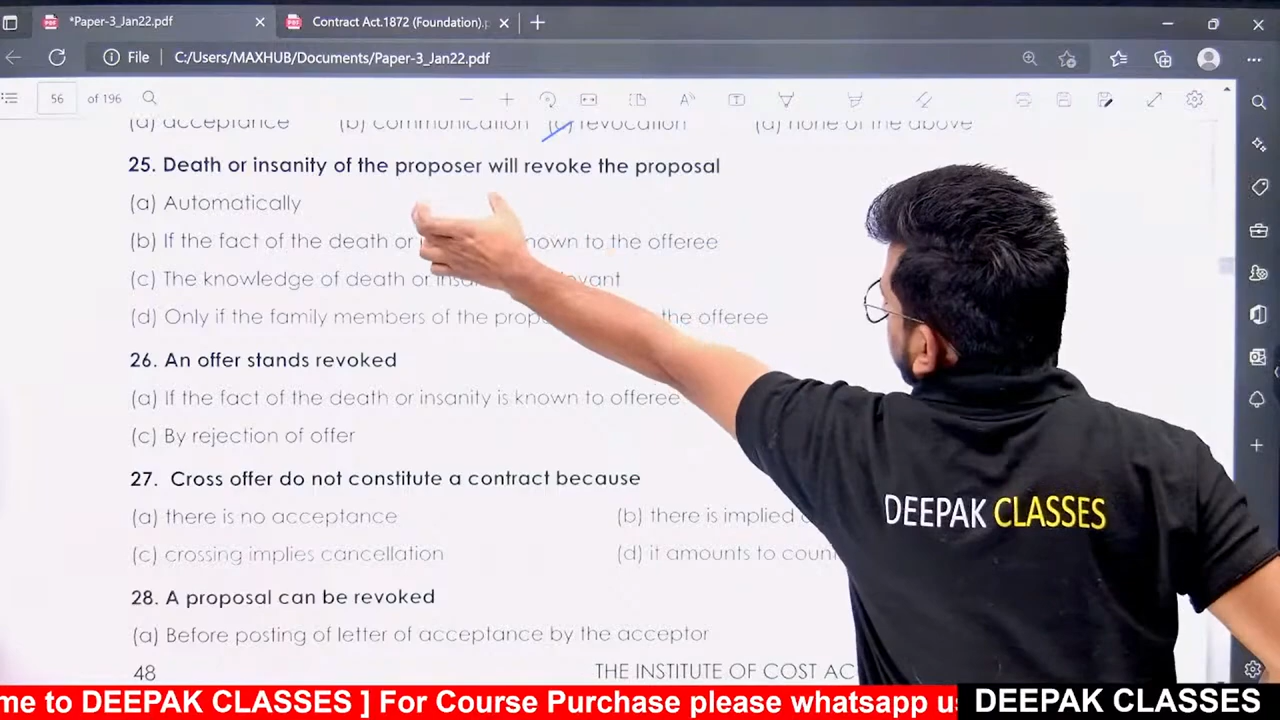 *Paper-3_Jan22.pdf
Contract Act.1872 (Foundation).p
File C:/Users/MAXHUB/Documents/Paper-3_Jan22.pdf
56 of 196
(a) acceptance (b) communication (c) revocation (d) none of the above
25. Death or insanity of the proposer will revoke the proposal
(a) Automatically
(b) If the fact of the death or nown to the offeree
(c) The knowledge of death or
(d) Only if the family members of the the offeree
26. An offer stands revoked
(a) If the fact of the death or insanity is known to offeree
(c) By rejection of offer
27. Cross offer do not constitute a contract because
(a) there is no acceptance (b) there is implied
(c) crossing implies cancellation (d) it amounts to coun
28. A proposal can be revoked
(a) Before posting of letter of acceptance by the acceptor
48 THE INSTITUTE OF COST AC
DEEPAK CLASSES
me to DEEPAK CLASSES ] For Course Purchase please whatsapp u
DEEPAK CLASSES